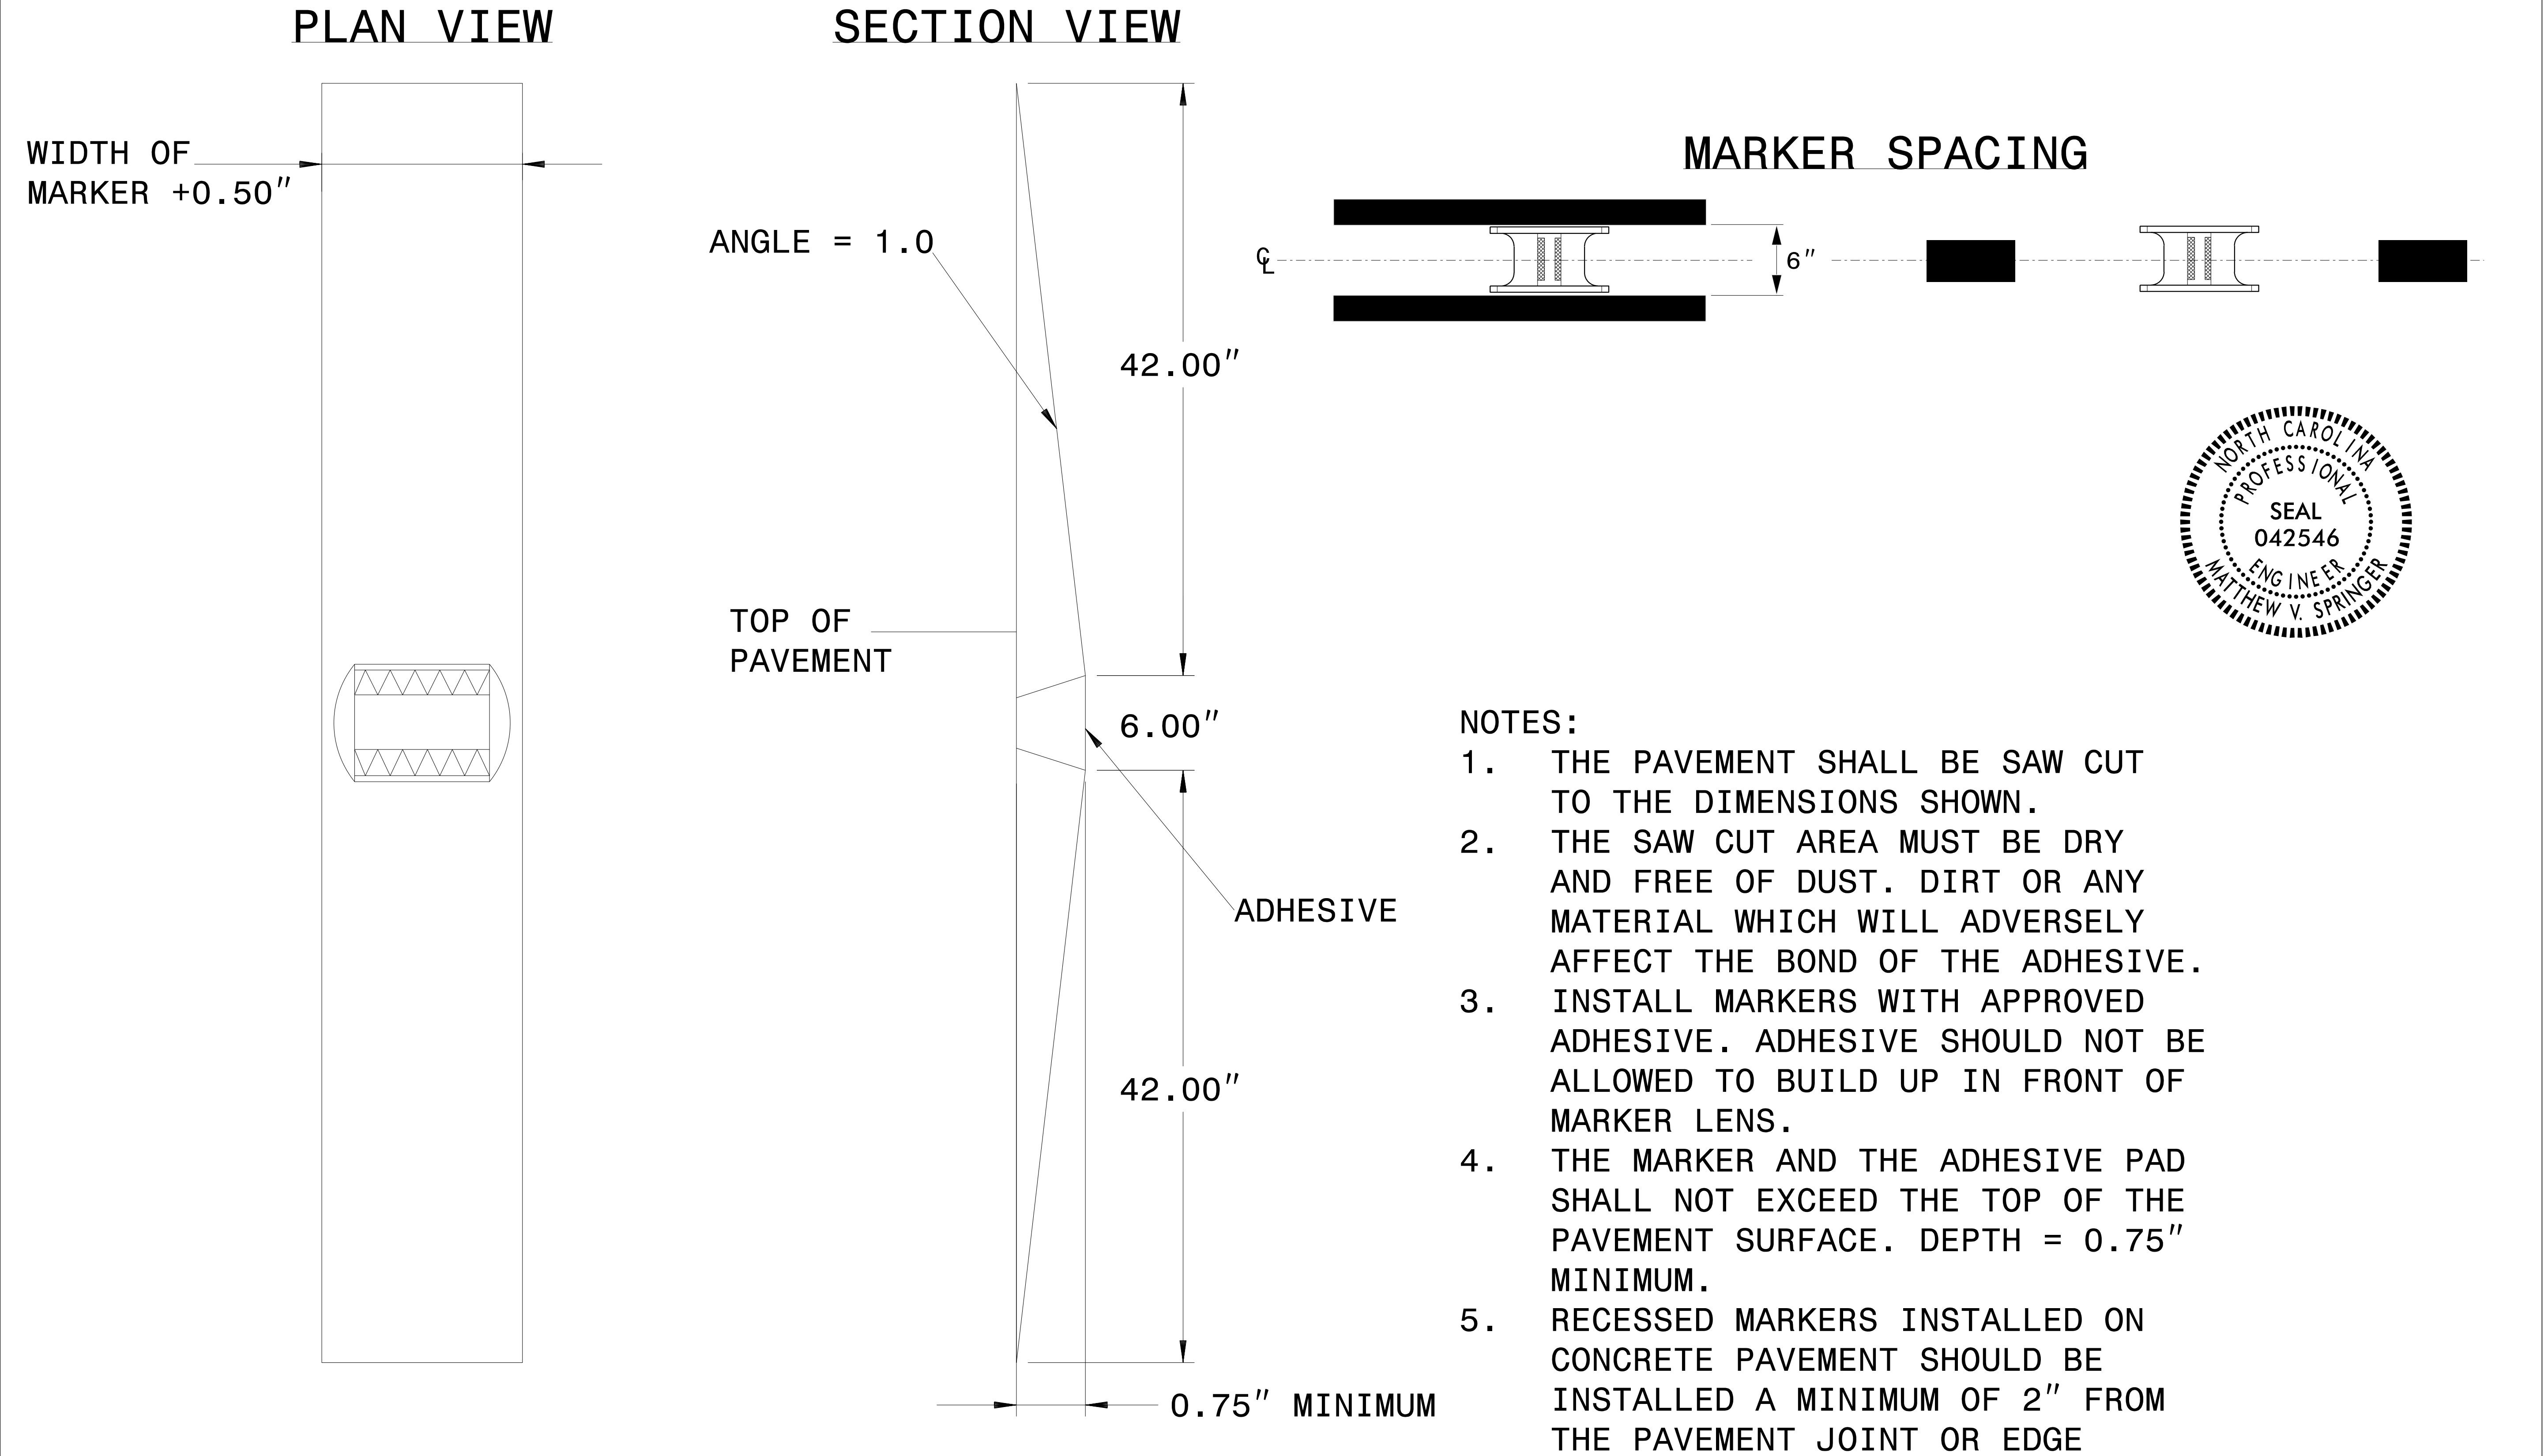 PLAN VIEW
WIDTH OF
MARKER +0.50"
SECTION VIEW
ANGLE = 1.0
42.00"
TOP OF
PAVEMENT
6.00"
ADHESIVE
42.00"
0.75" MINIMUM
MARKER SPACING
CL
6"
NORTH CAROLINA
PROFESSIONAL
SEAL
042546
ENGINEER
MATTHEW V. SPRINGER
NOTES:
1. THE PAVEMENT SHALL BE SAW CUT
TO THE DIMENSIONS SHOWN.
2. THE SAW CUT AREA MUST BE DRY
AND FREE OF DUST. DIRT OR ANY
MATERIAL WHICH WILL ADVERSELY
AFFECT THE BOND OF THE ADHESIVE.
3. INSTALL MARKERS WITH APPROVED
ADHESIVE. ADHESIVE SHOULD NOT BE
ALLOWED TO BUILD UP IN FRONT OF
MARKER LENS.
4. THE MARKER AND THE ADHESIVE PAD
SHALL NOT EXCEED THE TOP OF THE
PAVEMENT SURFACE. DEPTH = 0.75"
MINIMUM.
5. RECESSED MARKERS INSTALLED ON
CONCRETE PAVEMENT SHOULD BE
INSTALLED A MINIMUM OF 2" FROM
THE PAVEMENT JOINT OR EDGE